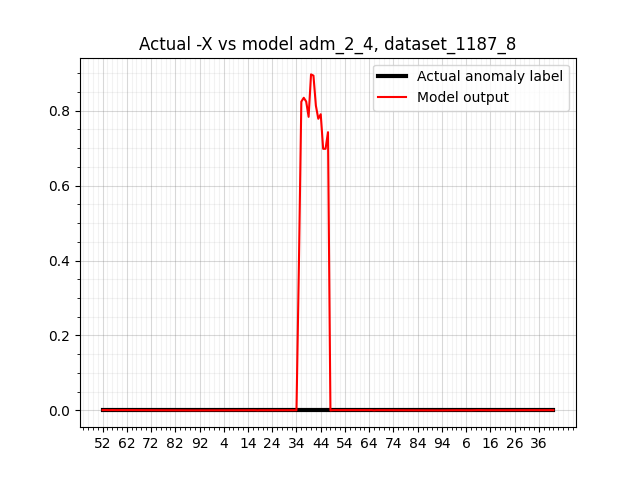 Actual -X vs model adm_2_4, dataset_1187_8
Actual anomaly label
Model output
0.8
0.6
0.4
0.2
0.0
52 62 72 82 92 4 14 24 34 44 54 64 74 84 94 6 16 26 36